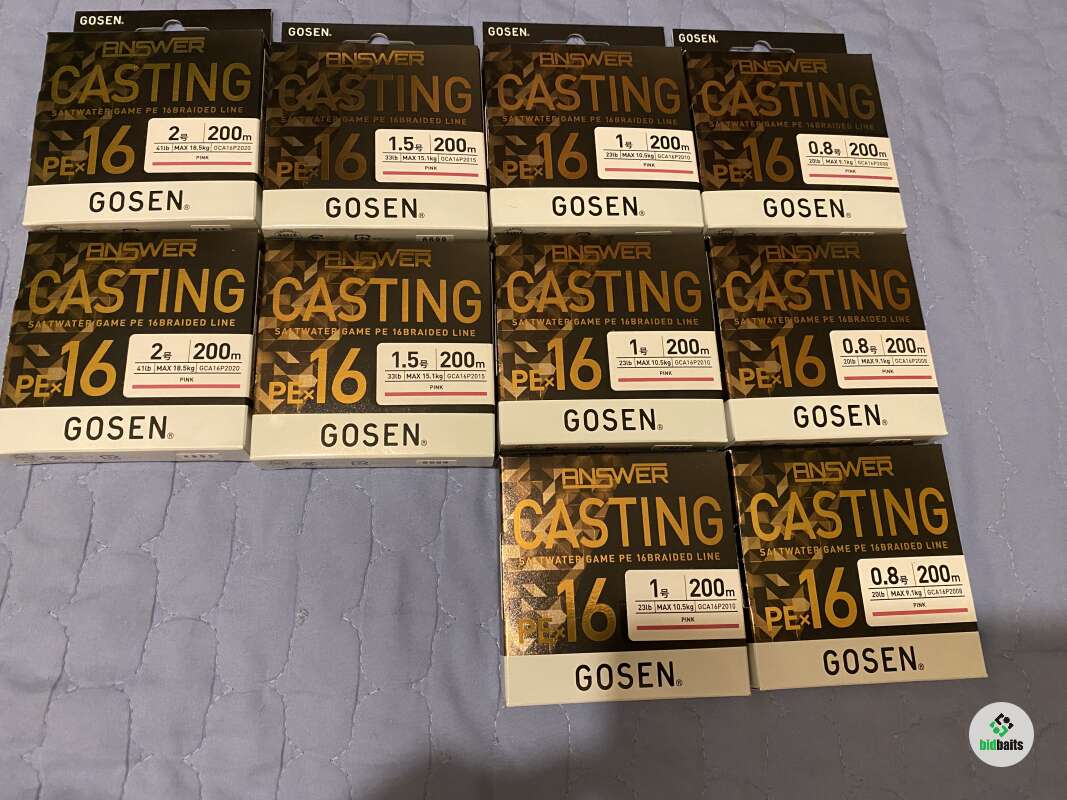 GOSEN.
ANSWER
CASTING
SALTWATER GAME PE 16BRAIDED LINE
PE×16
2号 200m
41lb MAX 18.5kg GCA16P2020
PINK
GOSEN®
GOSEN.
ANSWER
CASTING
SALTWATER GAME PE 16BRAIDED LINE
PE×16
1.5号 200m
33lb MAX 15.1kg GCA16P2015
PINK
GOSEN®
GOSEN.
ANSWER
CASTING
SALTWATER GAME PE 16BRAIDED LINE
PE×16
1号 200m
23lb MAX 10.5kg GCA16P2010
PINK
GOSEN®
GOSEN.
ANSWER
CASTING
SALTWATER GAME PE 16BRAIDED LINE
PE×16
0.8号 200m
20lb MAX 9.1kg GCA16P2008
PINK
GOSEN®
ANSWER
CASTING
SALTWATER GAME PE 16BRAIDED LINE
PE×16
2号 200m
41lb MAX 18.5kg GCA16P2020
PINK
GOSEN®
ANSWER
CASTING
SALTWATER GAME PE 16BRAIDED LINE
PE×16
1.5号 200m
33lb MAX 15.1kg GCA16P2015
PINK
GOSEN®
ANSWER
CASTING
SALTWATER GAME PE 16BRAIDED LINE
PE×16
1号 200m
23lb MAX 10.5kg GCA16P2010
PINK
GOSEN®
ANSWER
CASTING
SALTWATER GAME PE 16BRAIDED LINE
PE×16
0.8号 200m
20lb MAX 9.1kg GCA16P2008
PINK
GOSEN®
ANSWER
CASTING
SALTWATER GAME PE 16BRAIDED LINE
PE×16
1号 200m
23lb MAX 10.5kg GCA16P2010
PINK
GOSEN®
ANSWER
CASTING
SALTWATER GAME PE 16BRAIDED LINE
PE×16
0.8号 200m
20lb MAX 9.1kg GCA16P2008
PINK
GOSEN®
bidbaits